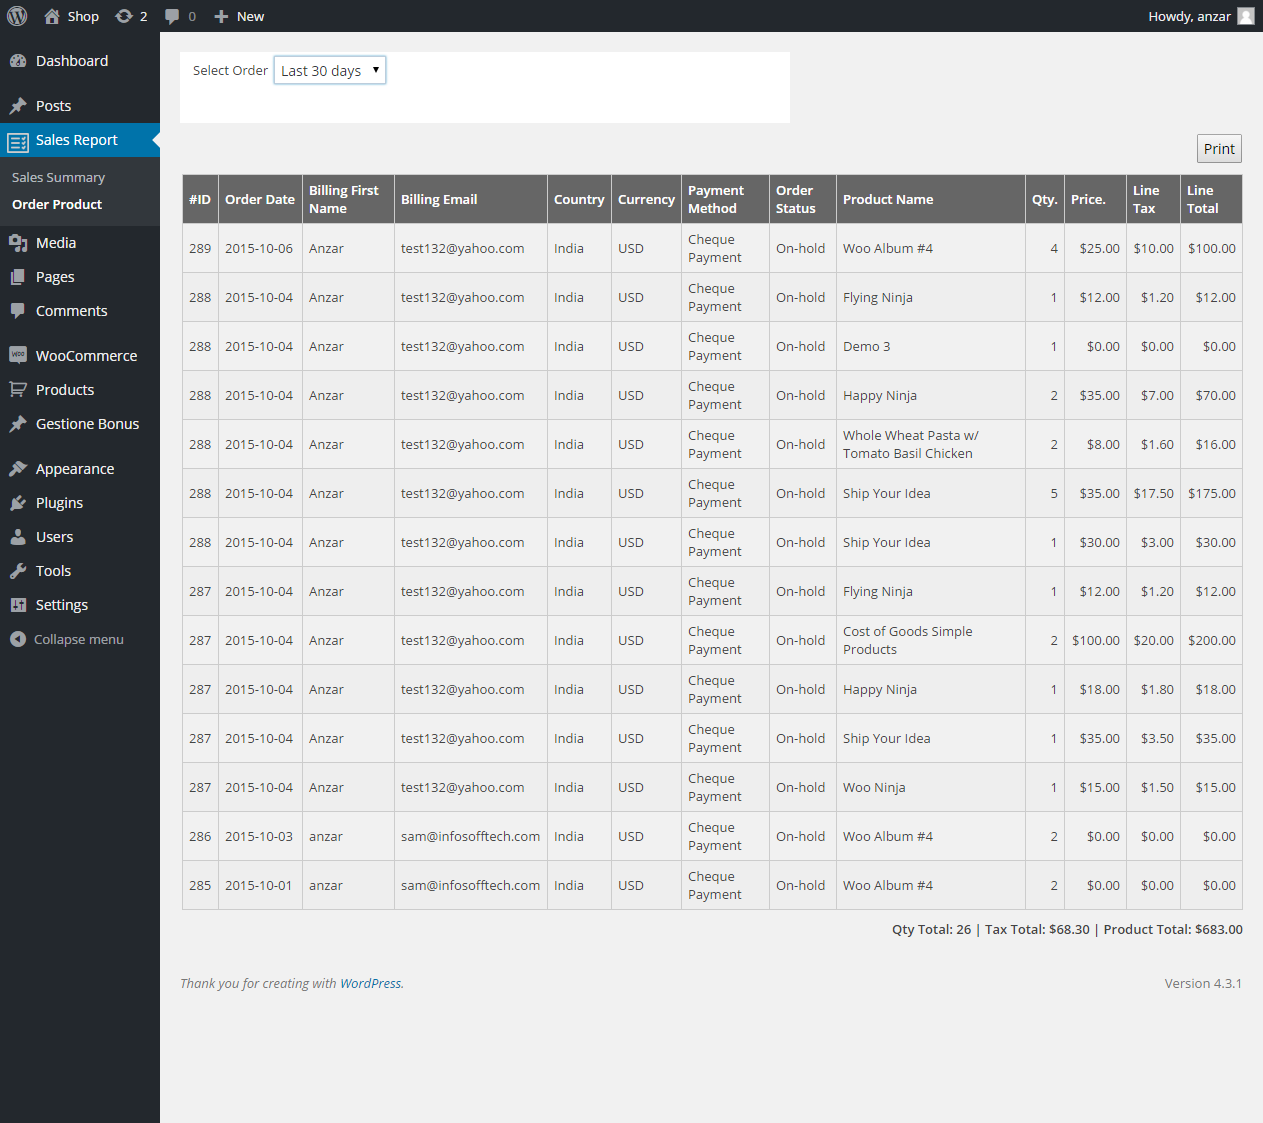 Shop 2 0 New Howdy, anzar
Dashboard
Posts
Sales Report
Sales Summary
Order Product
Media
Pages
Comments
WooCommerce
Products
Gestione Bonus
Appearance
Plugins
Users
Tools
Settings
Collapse menu
Select Order Last 30 days
Print
#ID Order Date Billing First Name Billing Email Country Currency Payment Method Order Status Product Name Qty. Price. Line Tax Line Total
289 2015-10-06 Anzar test132@yahoo.com India USD Cheque Payment On-hold Woo Album #4 4 $25.00 $10.00 $100.00
288 2015-10-04 Anzar test132@yahoo.com India USD Cheque Payment On-hold Flying Ninja 1 $12.00 $1.20 $12.00
288 2015-10-04 Anzar test132@yahoo.com India USD Cheque Payment On-hold Demo 3 1 $0.00 $0.00 $0.00
288 2015-10-04 Anzar test132@yahoo.com India USD Cheque Payment On-hold Happy Ninja 2 $35.00 $7.00 $70.00
288 2015-10-04 Anzar test132@yahoo.com India USD Cheque Payment On-hold Whole Wheat Pasta w/ Tomato Basil Chicken 2 $8.00 $1.60 $16.00
288 2015-10-04 Anzar test132@yahoo.com India USD Cheque Payment On-hold Ship Your Idea 5 $35.00 $17.50 $175.00
288 2015-10-04 Anzar test132@yahoo.com India USD Cheque Payment On-hold Ship Your Idea 1 $30.00 $3.00 $30.00
287 2015-10-04 Anzar test132@yahoo.com India USD Cheque Payment On-hold Flying Ninja 1 $12.00 $1.20 $12.00
287 2015-10-04 Anzar test132@yahoo.com India USD Cheque Payment On-hold Cost of Goods Simple Products 2 $100.00 $20.00 $200.00
287 2015-10-04 Anzar test132@yahoo.com India USD Cheque Payment On-hold Happy Ninja 1 $18.00 $1.80 $18.00
287 2015-10-04 Anzar test132@yahoo.com India USD Cheque Payment On-hold Ship Your Idea 1 $35.00 $3.50 $35.00
287 2015-10-04 Anzar test132@yahoo.com India USD Cheque Payment On-hold Woo Ninja 1 $15.00 $1.50 $15.00
286 2015-10-03 anzar sam@infosofftech.com India USD Cheque Payment On-hold Woo Album #4 2 $0.00 $0.00 $0.00
285 2015-10-01 anzar sam@infosofftech.com India USD Cheque Payment On-hold Woo Album #4 2 $0.00 $0.00 $0.00
Qty Total: 26 | Tax Total: $68.30 | Product Total: $683.00
Thank you for creating with WordPress. Version 4.3.1